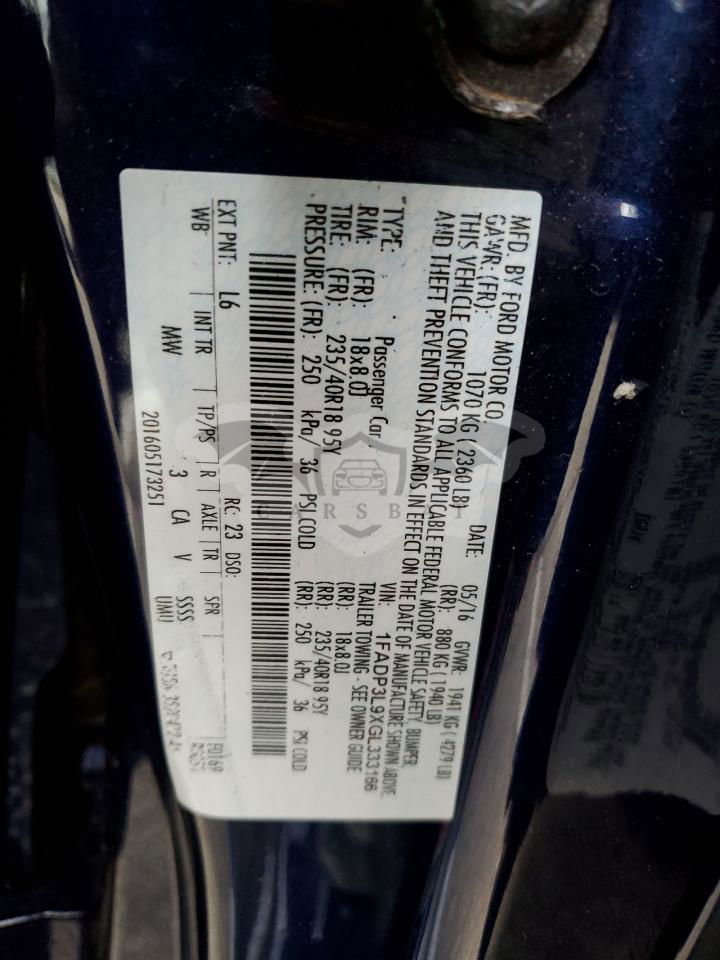 MFD. BY FORD MOTOR CO. DATE: 05/16 GVWR: 1941 KG ( 4279 LB)
GAWR: (FR): 1070 KG ( 2360 LB) (RR): 880 KG ( 1940 LB)
THIS VEHICLE CONFORMS TO ALL APPLICABLE FEDERAL MOTOR VEHICLE SAFETY, BUMPER,
AND THEFT PREVENTION STANDARDS IN EFFECT ON THE DATE OF MANUFACTURE SHOWN ABOVE
VIN: 1FADP3L9XGL333166
TYPE: Passenger Car TRAILER TOWING - SEE OWNER GUIDE
RIM: (FR): 18x8.0J (RR): 18x8.0J
TIRE: (FR): 235/40R18 95Y (RR): 235/40R18 95Y
PRESSURE: (FR): 250 kPa/ 36 PSI COLD (RR): 250 kPa/ 36 PSI COLD
EXT PNT: L6 RC: 23 DSO:
WB INT TR TP/PS R AXLE TR SPR
MW 3 CA V SSSS
201605173251 UMU
CARSBAT